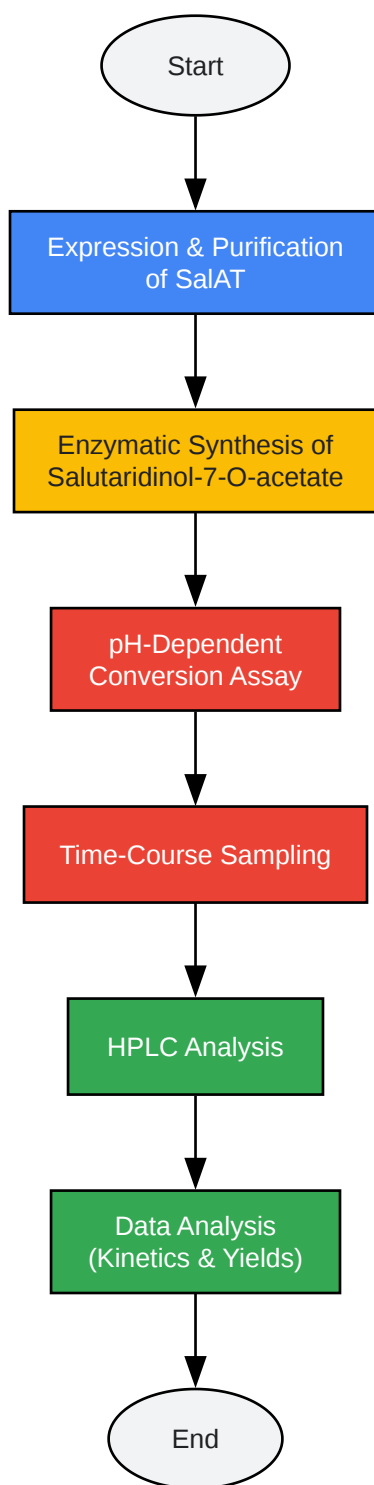 Start
Expression & Purification
of SalAT
Enzymatic Synthesis of
Salutaridinol-7-O-acetate
pH-Dependent
Conversion Assay
Time-Course Sampling
HPLC Analysis
Data Analysis
(Kinetics & Yields)
End